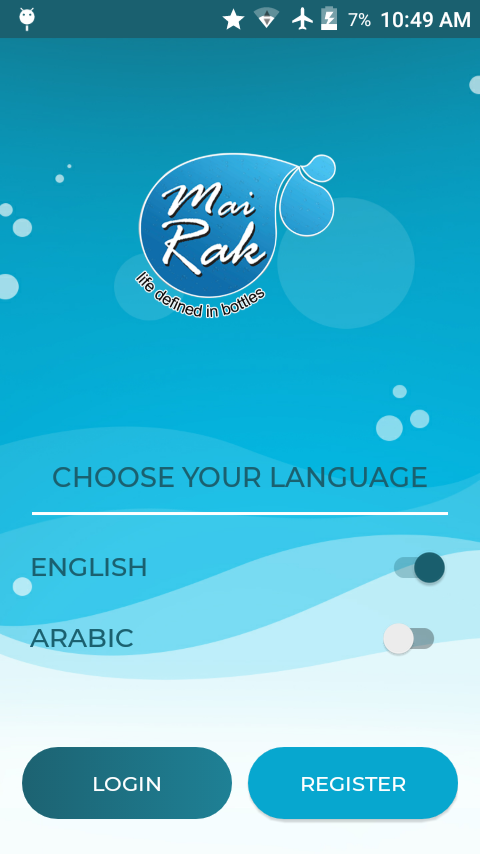 7% 10:49 AM
Mai
Rak
life defined in bottles
CHOOSE YOUR LANGUAGE
ENGLISH
ARABIC
LOGIN
REGISTER